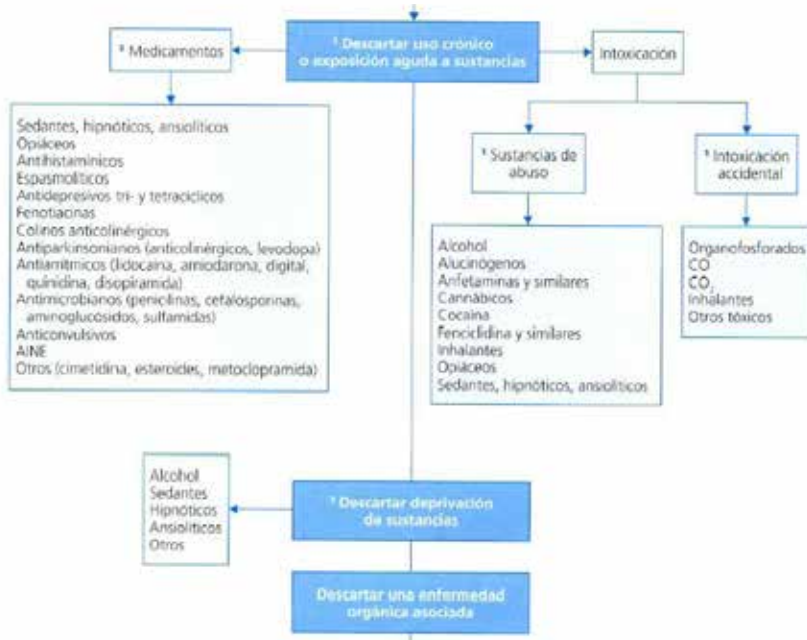 ³ Medicamentos
¹ Descartar uso crónico
o exposición aguda a sustancias
Intoxicación
Sedantes, hipnóticos, ansiolíticos
Opiáceos
Antihistamínicos
Espasmolíticos
Antidepresivos tri- y tetracíclicos
Fenotiacinas
Colinos anticolinérgicos
Antiparkinsonianos (anticolinérgicos, levodopa)
Antiarrítmicos (lidocaína, amiodarona, digital,
quinidina, disopiramida)
Antimicrobianos (penicilinas, cefalosporinas,
aminoglucósidos, sulfamidas)
Anticonvulsivos
AINE
Otros (cimetidina, esteroides, metoclopramida)
Sustancias de
abuso
Intoxicación
accidental
Alcohol
Alucinógenos
Anfetaminas y similares
Cannábicos
Cocaína
Fenciclidina y similares
Inhalantes
Opiáceos
Sedantes, hipnóticos, ansiolíticos
Organofosforados
CO
CO₂
Inhalantes
Otros tóxicos
Alcohol
Sedantes
Hipnóticos
Ansiolíticos
Otros
Descartar deprivación
de sustancias
Descartar una enfermedad
orgánica asociada